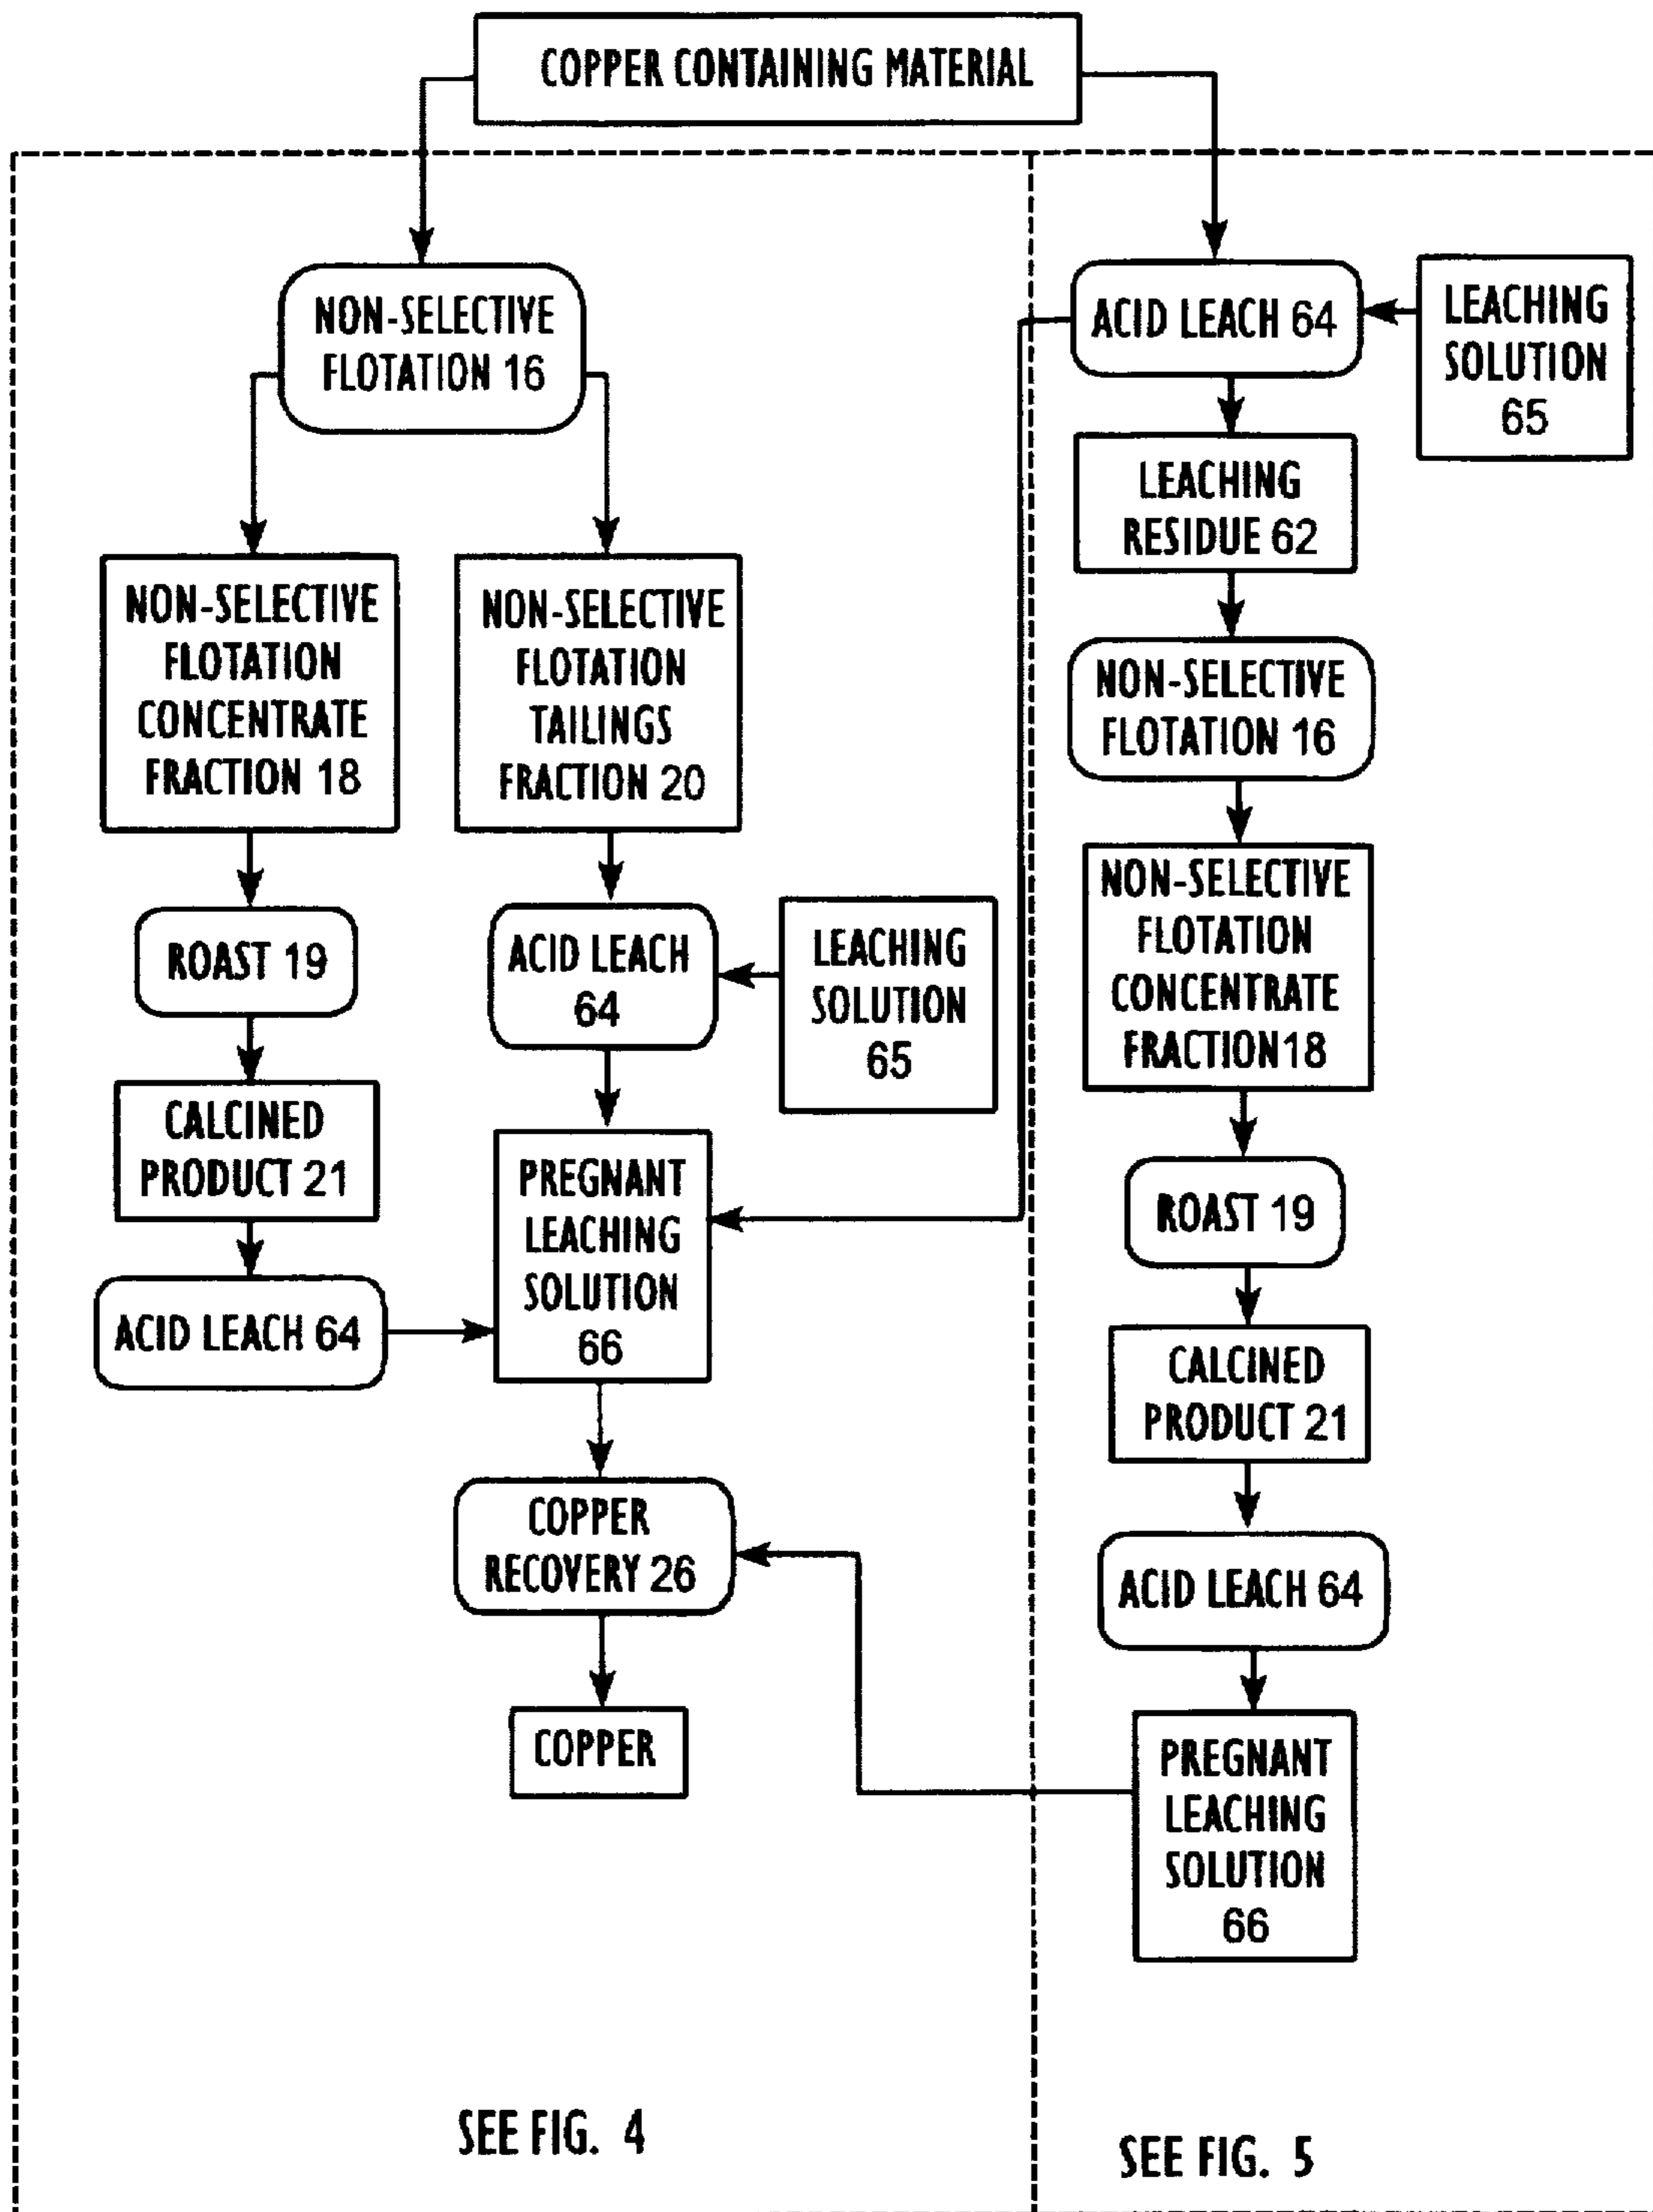 COPPER CONTAINING MATERIAL
NON-SELECTIVE
FLOTATION 16
NON-SELECTIVE
FLOTATION
CONCENTRATE
FRACTION 18
NON-SELECTIVE
FLOTATION
TAILINGS
FRACTION 20
ROAST 19
ACID LEACH
64
LEACHING
SOLUTION
65
CALCINED
PRODUCT 21
ACID LEACH 64
PREGNANT
LEACHING
SOLUTION
66
COPPER
RECOVERY 26
COPPER
SEE FIG. 4
ACID LEACH 64
LEACHING
SOLUTION
65
LEACHING
RESIDUE 62
NON-SELECTIVE
FLOTATION 16
NON-SELECTIVE
FLOTATION
CONCENTRATE
FRACTION18
ROAST 19
CALCINED
PRODUCT 21
ACID LEACH 64
PREGNANT
LEACHING
SOLUTION
66
SEE FIG. 5